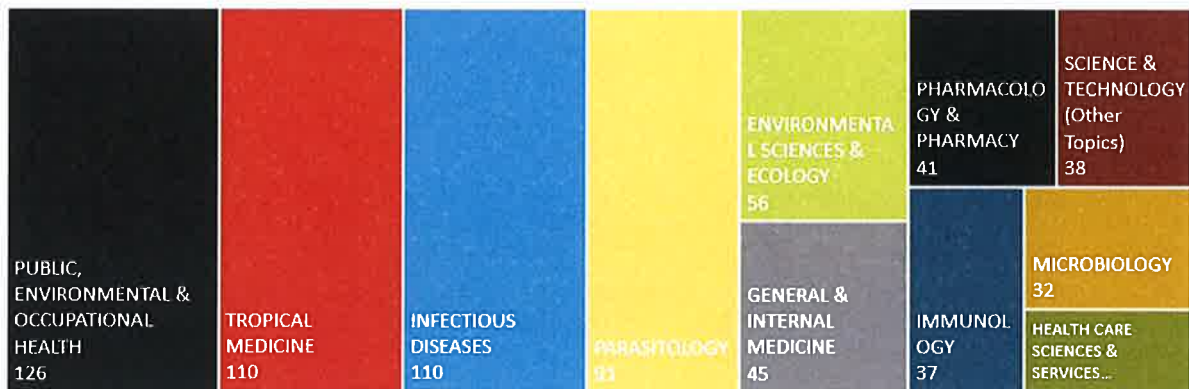 PUBLIC,
ENVIRONMENTAL &
OCCUPATIONAL
HEALTH
126
TROPICAL
MEDICINE
110
INFECTIOUS
DISEASES
110
PARASITOLOGY
91
ENVIRONMENTA
L SCIENCES &
ECOLOGY
56
GENERAL &
INTERNAL
MEDICINE
45
PHARMACOLO
GY &
PHARMACY
41
SCIENCE &
TECHNOLOGY
(Other
Topics)
38
IMMUNOL
OGY
37
MICROBIOLOGY
32
HEALTH CARE
SCIENCES &
SERVICES...